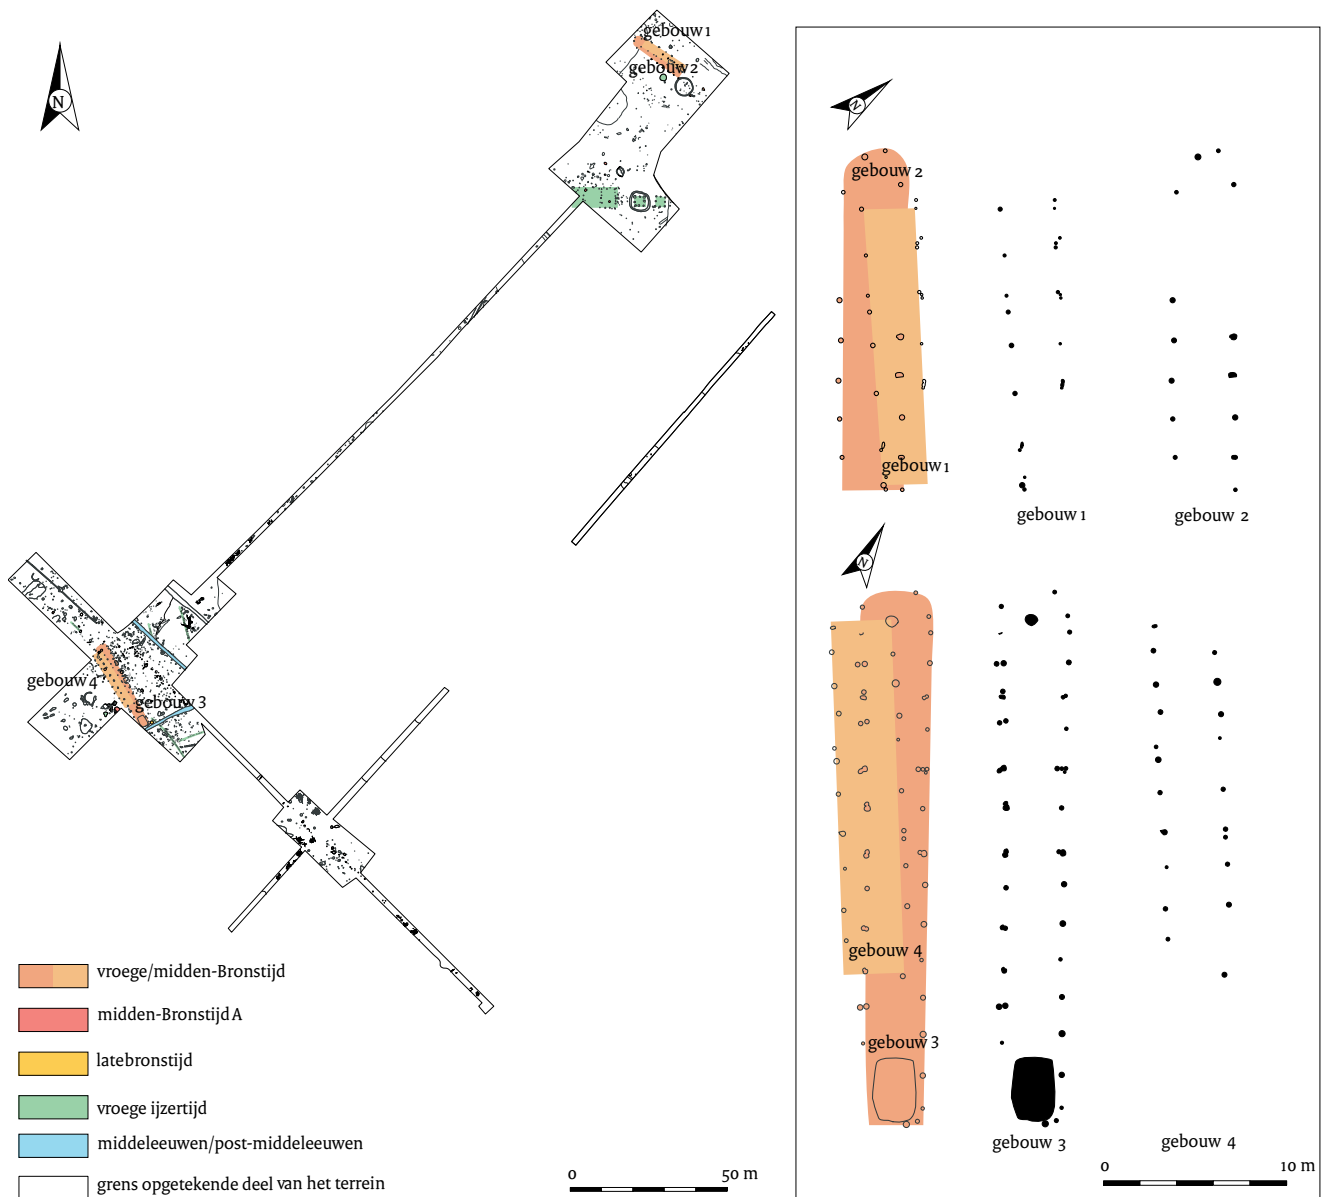 N
gebouw 1
gebouw 2
gebouw 4
gebouw 3
vroege/midden-Bronstijd
midden-Bronstijd A
latebronstijd
vroege ijzertijd
middeleeuwen/post-middeleeuwen
grens opgetekende deel van het terrein
0 50 m
N
gebouw 2
gebouw 1
gebouw 1 gebouw 2
N
gebouw 4
gebouw 3
gebouw 3 gebouw 4
0 10 m